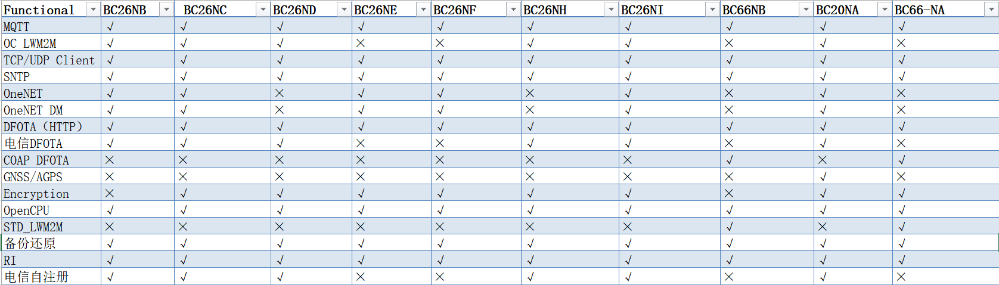 Functional BC26NB BC26NC BC26ND BC26NE BC26NF BC26NH BC26NI BC66NB BC20NA BC66-NA
MQTT √ √ √ √ √ √ √ √ √ √
OC LWM2M √ √ √ × × √ √ × √ ×
TCP/UDP Client √ √ √ √ √ √ √ √ √ √
SNTP √ √ √ √ √ √ √ √ √ √
OneNET √ √ × √ √ × √ × √ ×
OneNET DM √ √ × √ √ × √ × √ ×
DFOTA（HTTP） √ √ √ √ √ √ √ √ √ √
电信DFOTA √ √ √ × × √ √ × √ ×
COAP DFOTA × × × × × × × √ × √
GNSS/AGPS × × × × × × × × √ ×
Encryption × √ √ √ √ √ √ × √ √
OpenCPU √ √ √ √ √ √ √ √ √ √
STD_LWM2M × × × × × × × √ × √
备份还原 √ √ √ √ √ √ √ √ √ √
RI √ √ √ √ √ √ √ √ √ √
电信自注册 √ √ √ × × √ √ × √ ×